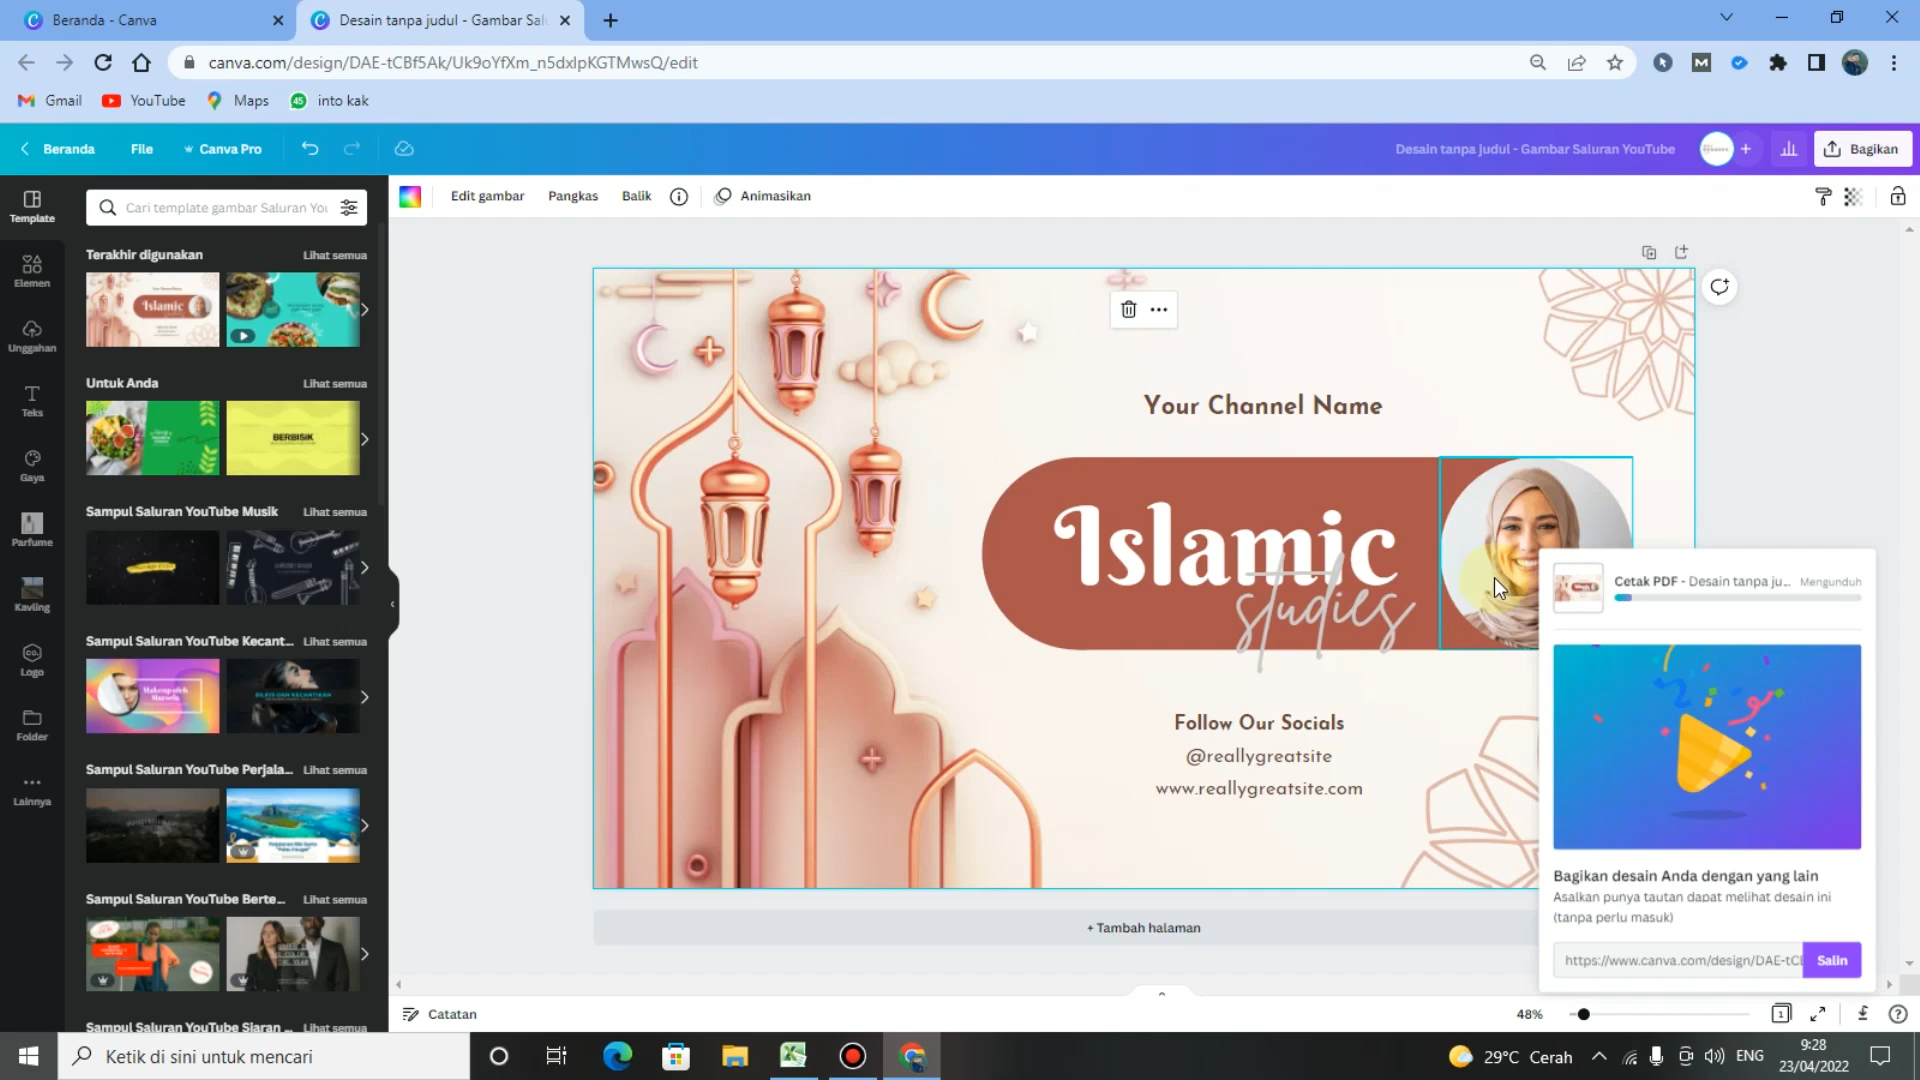 Beranda - Canva
Desain tanpa judul - Gambar Salu
canva.com/design/DAE-tCBf5Ak/Uk9oYfXm_n5dxlpKGTMwsQ/edit
Gmail
YouTube
Maps
into kak
Beranda
File
Canva Pro
Desain tanpa judul - Gambar Saluran YouTube
Bagikan
Template
Elemen
Unggahan
Teks
Gaya
Parfume
Kavling
Logo
Folder
Lainnya
Cari template gambar Saluran You
Terakhir digunakan
Lihat semua
Untuk Anda
Lihat semua
BERBISIK
Sampul Saluran YouTube Musik
Lihat semua
Sampul Saluran YouTube Kecant...
Lihat semua
Sampul Saluran YouTube Perjala...
Lihat semua
Sampul Saluran YouTube Berte...
Lihat semua
Sampul Saluran YouTube Siaran ...
Lihat semua
Edit gambar
Pangkas
Balik
Animasikan
Your Channel Name
Islamic
studies
Follow Our Socials
@reallygreatsite
www.reallygreatsite.com
+ Tambah halaman
Cetak PDF - Desain tanpa ju...
Mengunduh
Bagikan desain Anda dengan yang lain
Asalkan punya tautan dapat melihat desain ini
(tanpa perlu masuk)
https://www.canva.com/design/DAE-tCB
Salin
Catatan
48%
1
Ketik di sini untuk mencari
29°C Cerah
ENG
9:28
23/04/2022